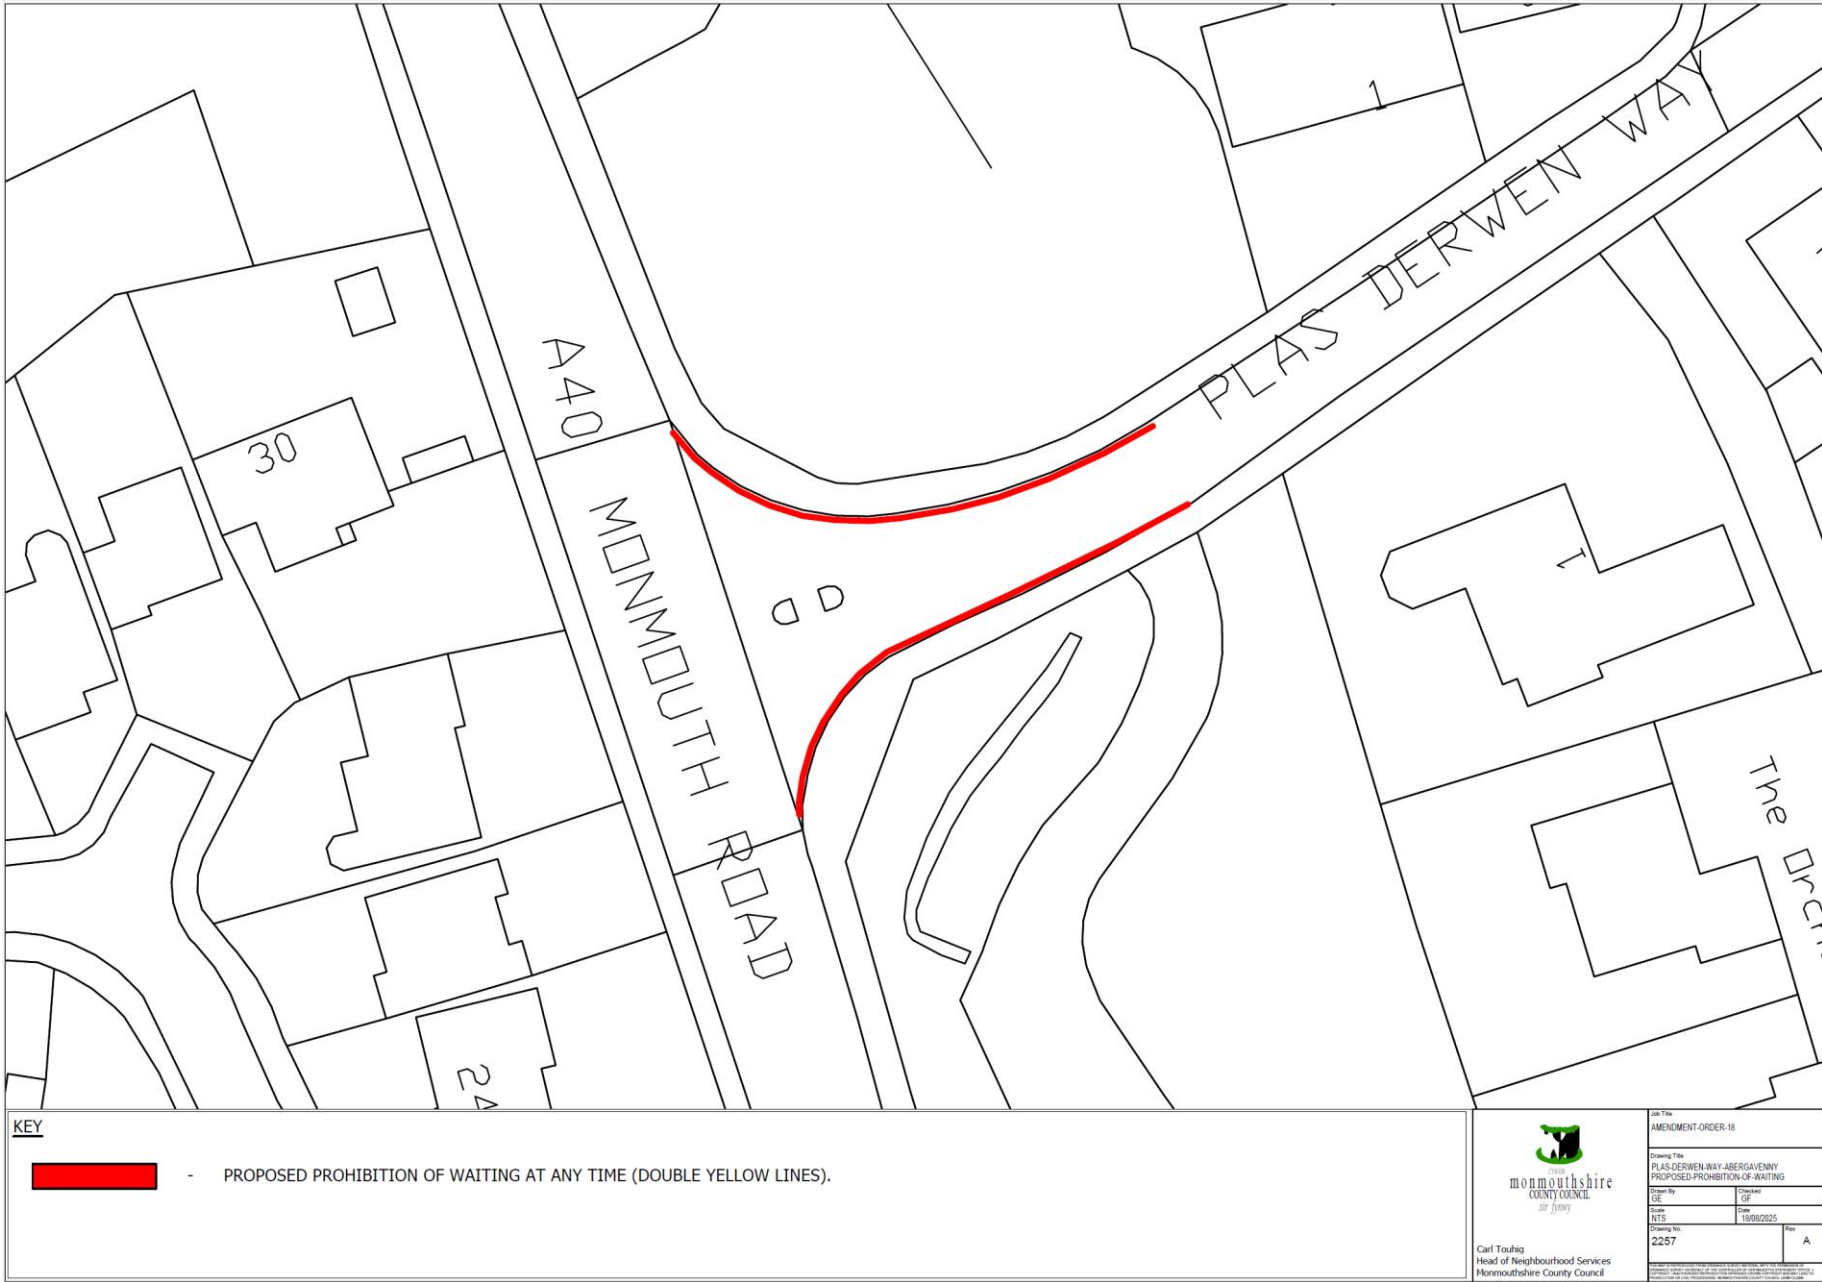 1
PLAS DERWEN WAY
A40
30
MONMOUTH ROAD
1
The
24
KEY
- PROPOSED PROHIBITION OF WAITING AT ANY TIME (DOUBLE YELLOW LINES).
monmouthshire
COUNTY COUNCIL
sir fynwy
Carl Touhig
Head of Neighbourhood Services
Monmouthshire County Council
Job Title
AMENDMENT-ORDER-18
Drawing Title
PLAS-DERWEN-WAY-ABERGAVENNY
PROPOSED-PROHIBITION-OF-WAITING
Drawn By
GE
Checked
GF
Scale
NTS
Date
18/08/2025
Drawing No.
2257
Rev
A